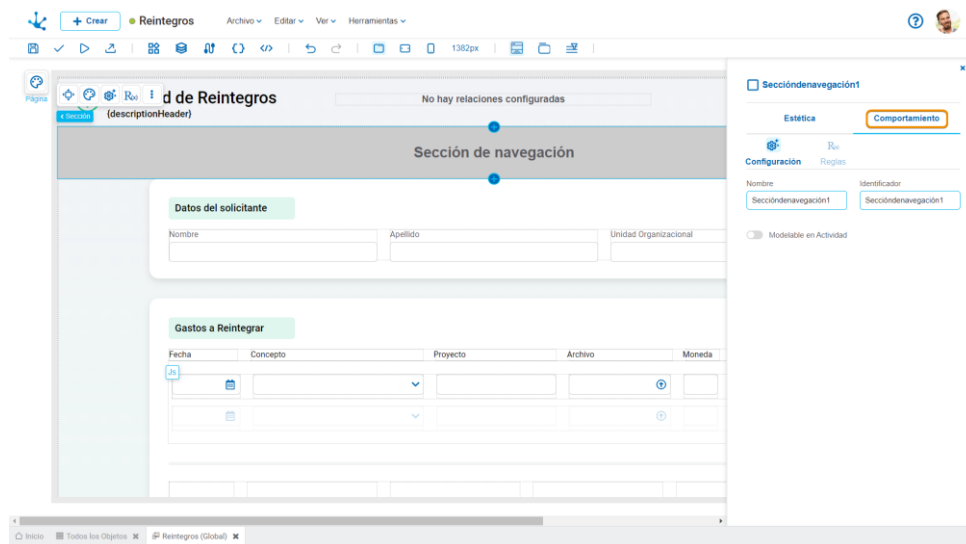 + Crear
Reintegros
Archivo
Editar
Ver
Herramientas
1382px
Página
R(x)
d de Reintegros
No hay relaciones configuradas
Sección
{descriptionHeader}
Sección de navegación
Datos del solicitante
Nombre
Apellido
Unidad Organizacional
Gastos a Reintegrar
Fecha
Concepto
Proyecto
Archivo
Moneda
Js
Seccióndenavegación1
Estética
Comportamiento
Configuración
Reglas
Nombre
Identificador
Seccióndenavegación1
Seccióndenavegación1
Modelable en Actividad
Inicio
Todos los Objetos
Reintegros (Global)